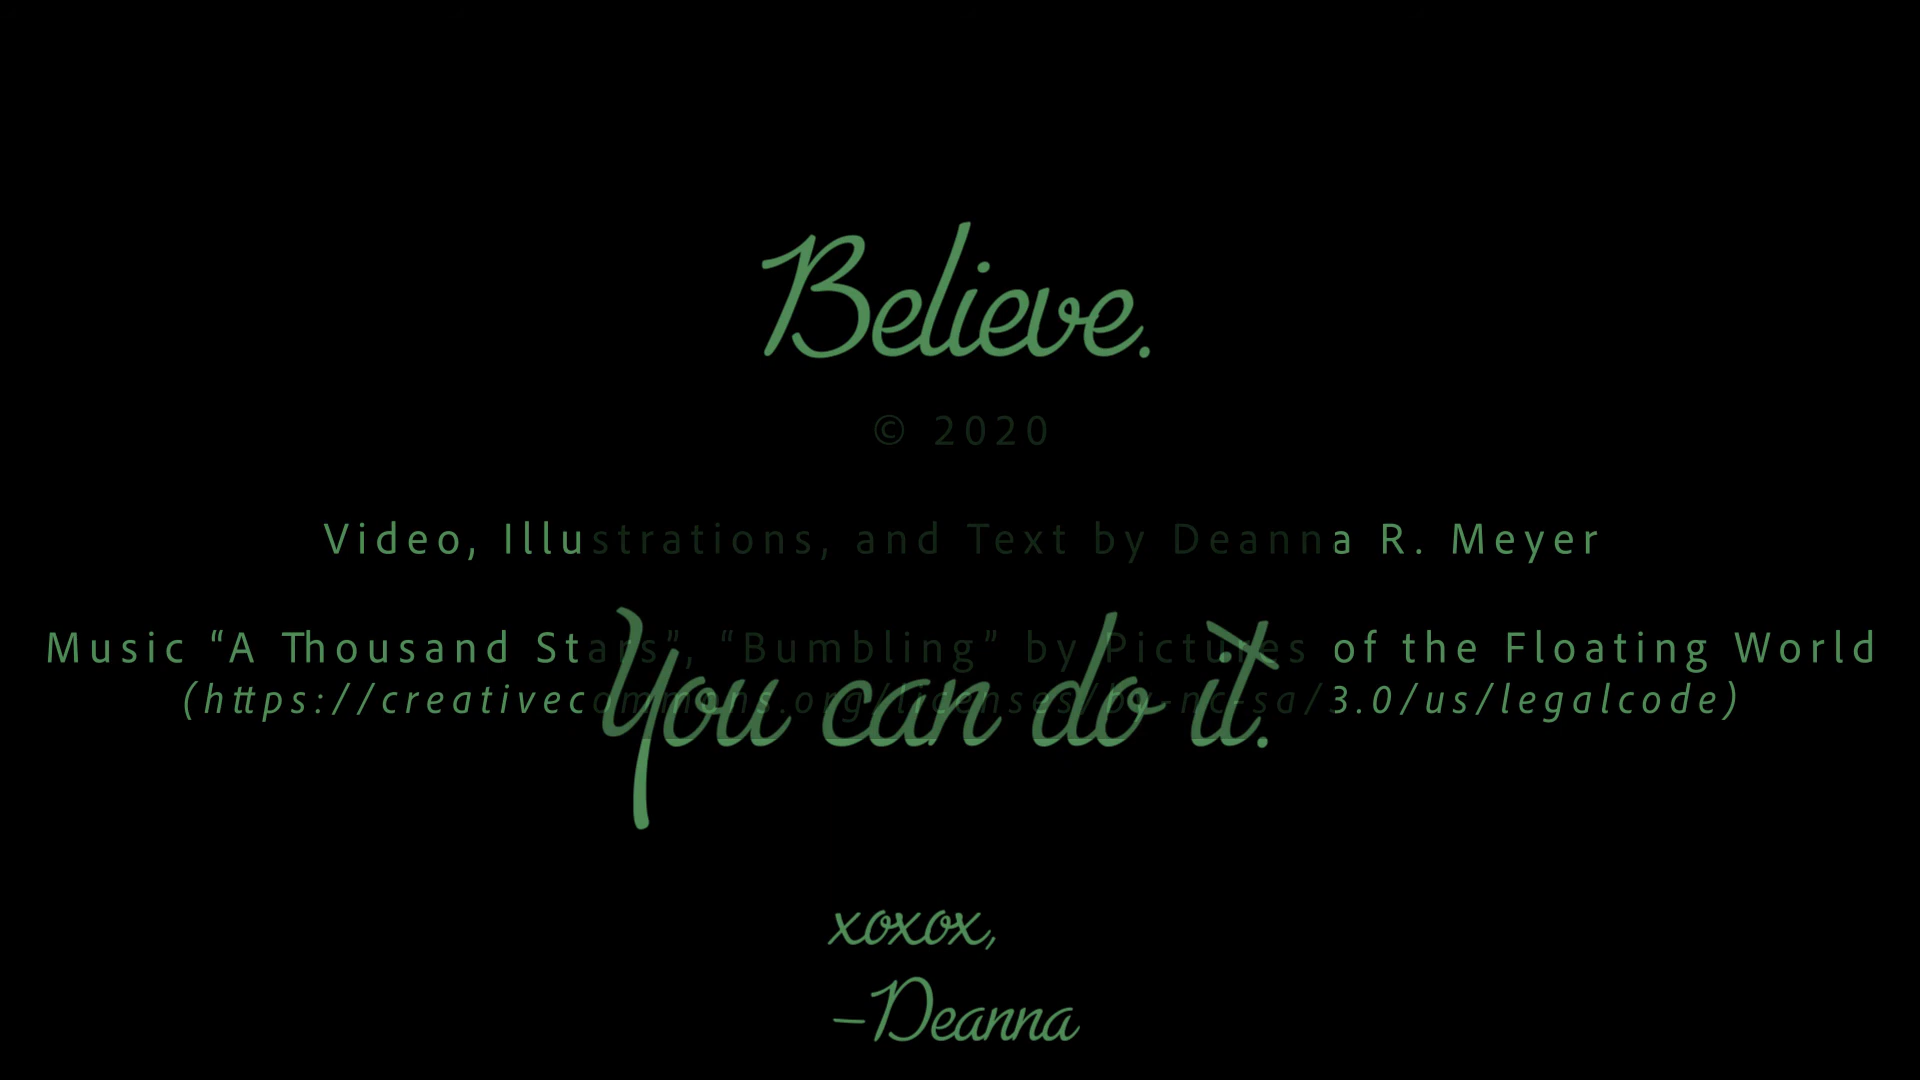 Believe.
© 2020
Video, Illustrations, and Text by Deanna R. Meyer
Music “A Thousand Stars”, “Bumbling” by Pictures of the Floating World
(https://creativecommons.org/licenses/by-nc-sa/3.0/us/legalcode)
You can do it.
xoxox,
–Deanna